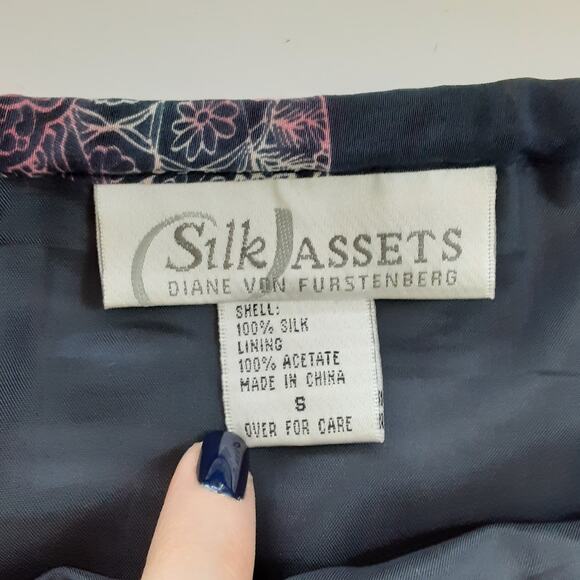 Silk ASSETS
DIANE VON FURSTENBERG
SHELL:
100% SILK
LINING
100% ACETATE
MADE IN CHINA
S
OVER FOR CARE